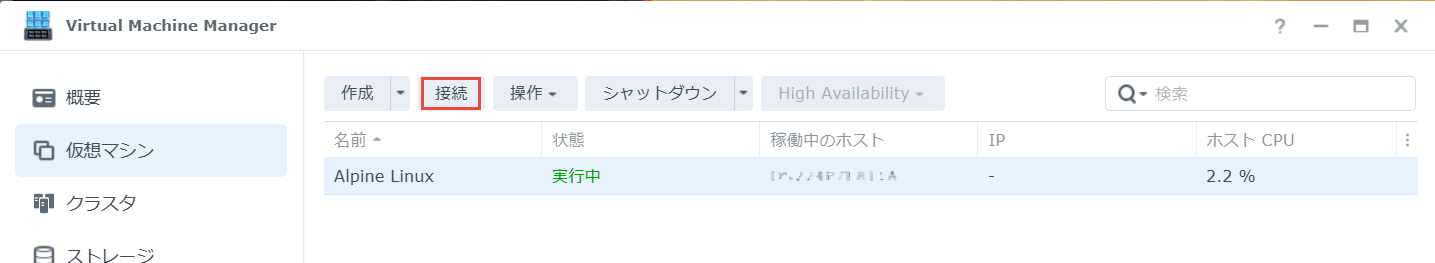 Virtual Machine Manager
概要
仮想マシン
クラスタ
ストレージ
作成 接続 操作 シャットダウン High Availability 検索
名前 状態 稼働中のホスト IP ホスト CPU
Alpine Linux 実行中 - 2.2 %